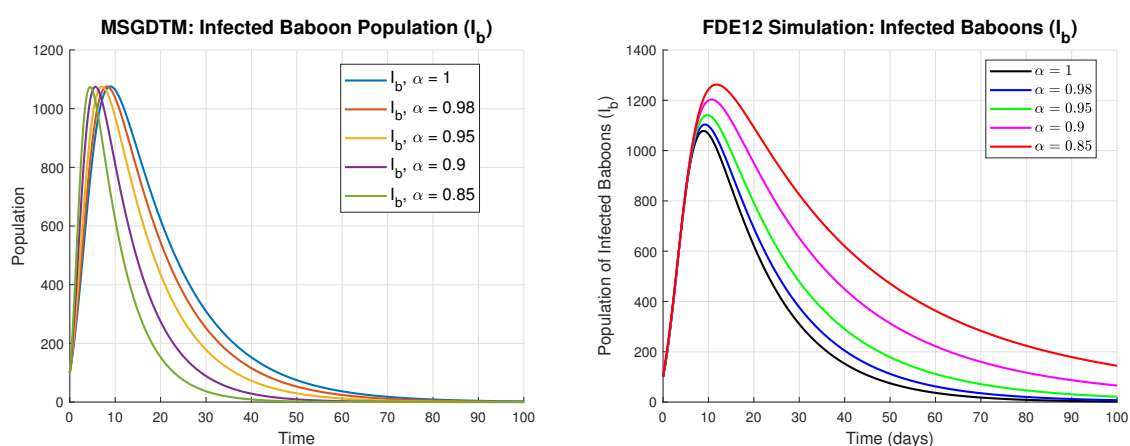 MSGDTM: Infected Baboon Population (I_b)
1200
1000
800
600
400
200
0
0 10 20 30 40 50 60 70 80 90 100
Population
Time
I_b, α = 1
I_b, α = 0.98
I_b, α = 0.95
I_b, α = 0.9
I_b, α = 0.85
FDE12 Simulation: Infected Baboons (I_b)
1400
1200
1000
800
600
400
200
0
0 10 20 30 40 50 60 70 80 90 100
Population of Infected Baboons (I_b)
Time (days)
α = 1
α = 0.98
α = 0.95
α = 0.9
α = 0.85